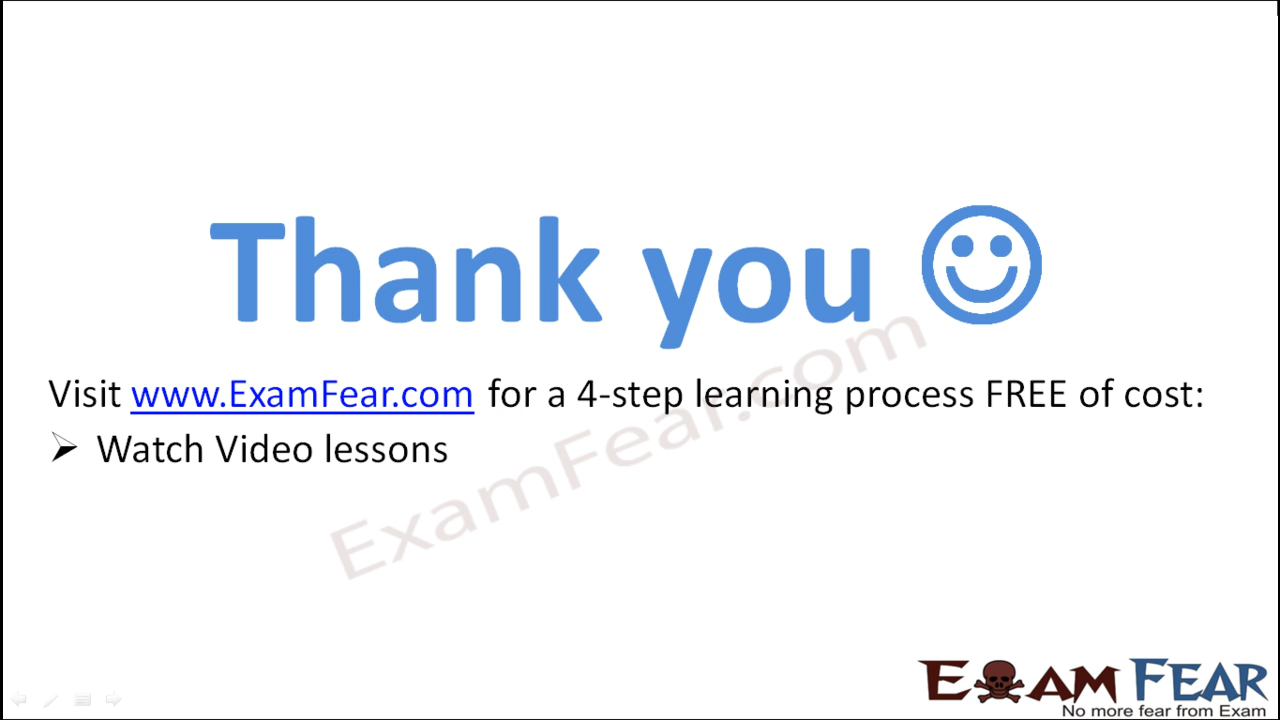 Thank you
Visit www.ExamFear.com for a 4-step learning process FREE of cost:
➢ Watch Video lessons
ExamFear.com
EXAM FEAR
No more fear from Exam